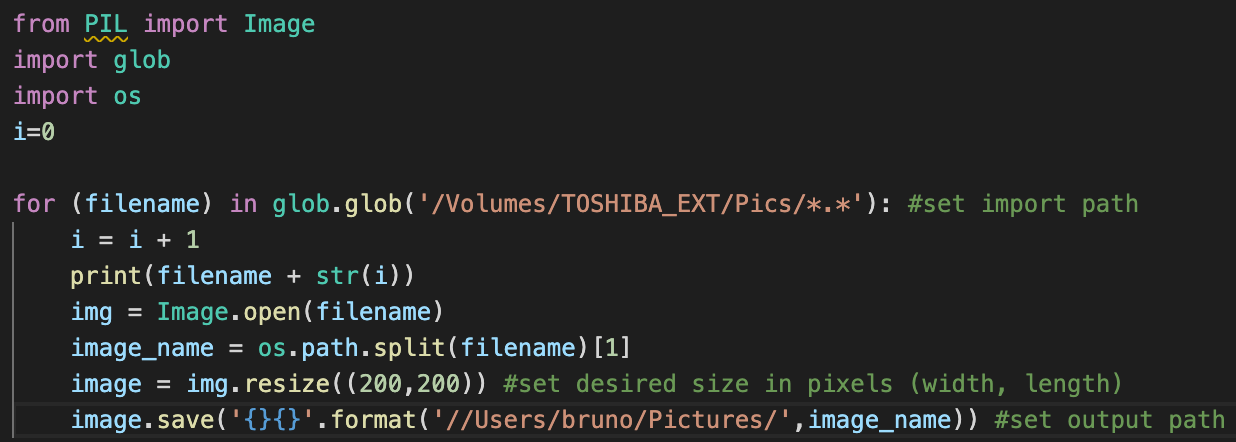 from PIL import Image
import glob
import os
i=0

for (filename) in glob.glob('/Volumes/TOSHIBA_EXT/Pics/*.*'): #set import path
    i = i + 1
    print(filename + str(i))
    img = Image.open(filename)
    image_name = os.path.split(filename)[1]
    image = img.resize((200,200)) #set desired size in pixels (width, length)
    image.save('{}{}'.format('//Users/bruno/Pictures/',image_name)) #set output path